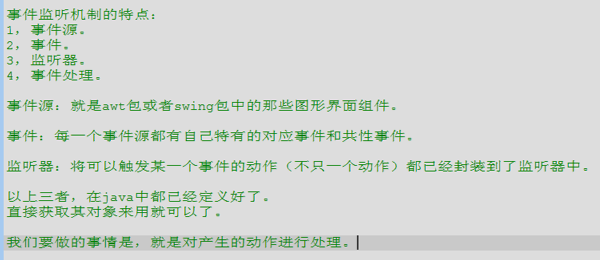 事件监听机制的特点：
1，事件源。
2，事件。
3，监听器。
4，事件处理。
事件源：就是awt包或者swing包中的那些图形界面组件。
事件：每一个事件源都有自己特有的对应事件和共性事件。
监听器：将可以触发某一个事件的动作（不只一个动作）都已经封装到了监听器中。
以上三者，在java中都已经定义好了。
直接获取其对象来用就可以了。
我们要做的事情是，就是对产生的动作进行处理。